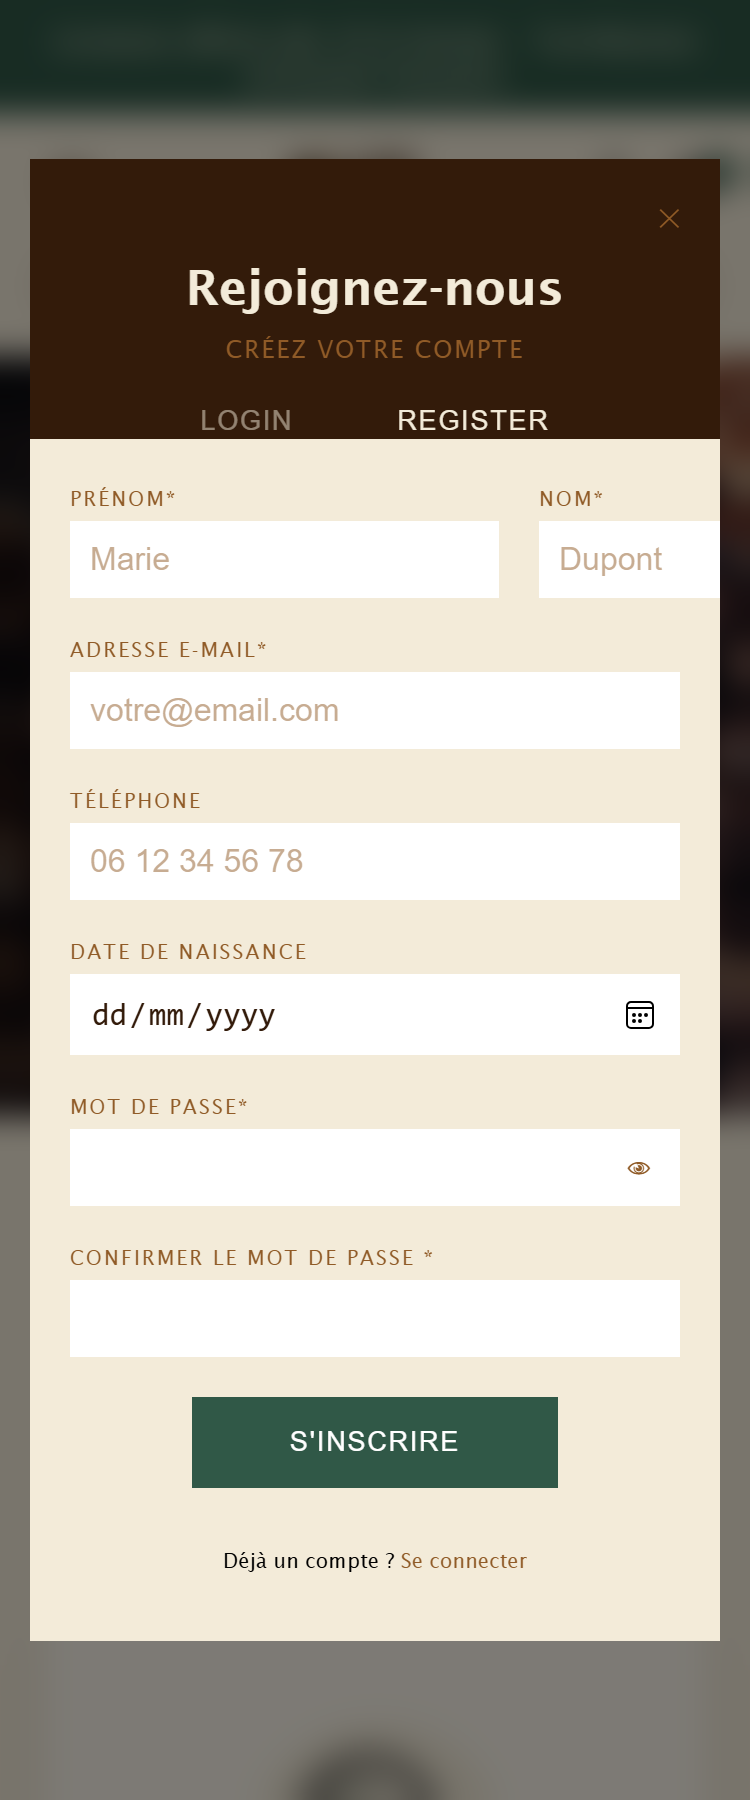 Rejoignez-nous
CRÉEZ VOTRE COMPTE
LOGIN REGISTER
PRÉNOM* NOM*
Marie Dupont
ADRESSE E-MAIL*
votre@email.com
TÉLÉPHONE
06 12 34 56 78
DATE DE NAISSANCE
dd/mm/yyyy
MOT DE PASSE*
CONFIRMER LE MOT DE PASSE *
S'INSCRIRE
Déjà un compte ? Se connecter